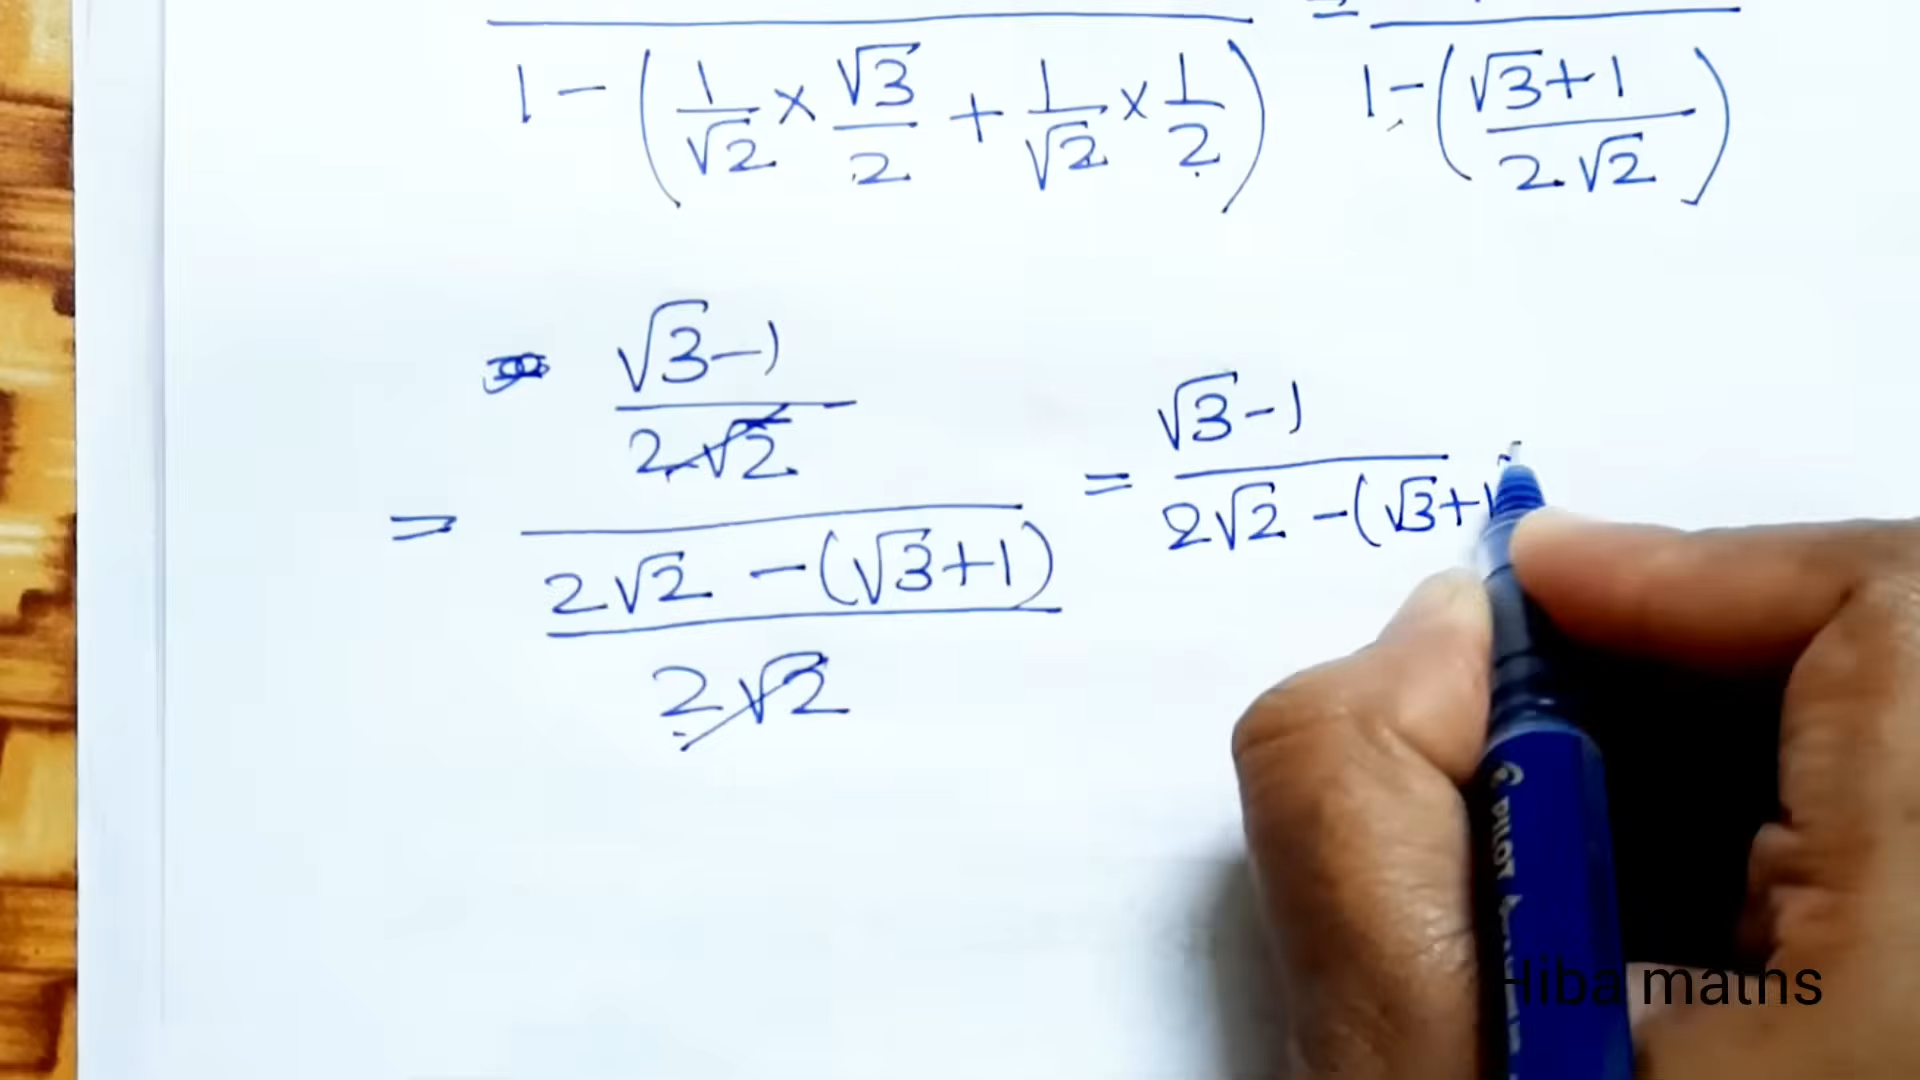 1 - (1/√2 × √3/2 + 1/√2 × 1/2) = 1 - (√3+1 / 2√2)
√3-1
2√2
= 2√2 - (√3+1)
2√2
= √3-1
2√2 - (√3+1
PILOT
Hiba maths